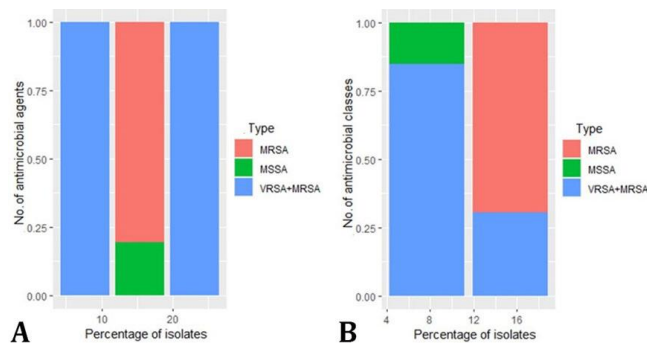 1.00
0.75
0.50
0.25
0.00
No.of antimicrobial agents
10
20
Percentage of isolates
Type
MRSA
MSSA
VRSA+MRSA
A
1.00
0.75
0.50
0.25
0.00
No.of antimicrobial classes
4
8
12
16
Percentage of isolates
Type
MRSA
MSSA
VRSA+MRSA
B